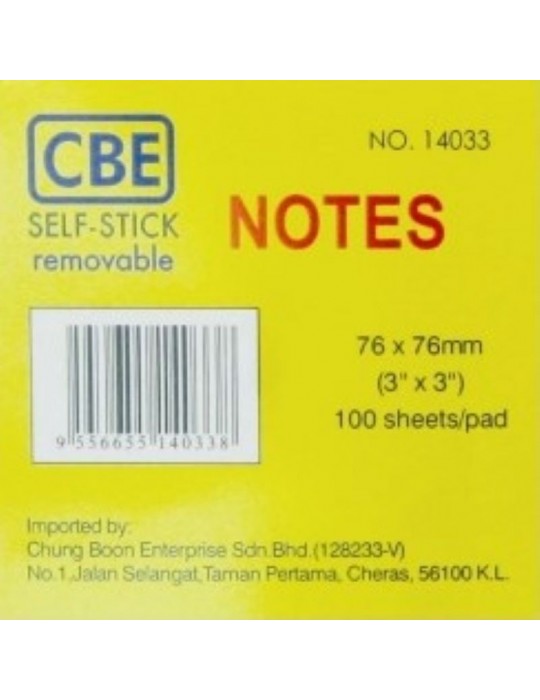 CBE
NO. 14033
SELF-STICK
removable
NOTES
76 x 76mm
(3" x 3")
100 sheets/pad
9 556655 140338
Imported by:
Chung Boon Enterprise Sdn.Bhd.(128233-V)
No.1,Jalan Selangat,Taman Pertama, Cheras, 56100 K.L.